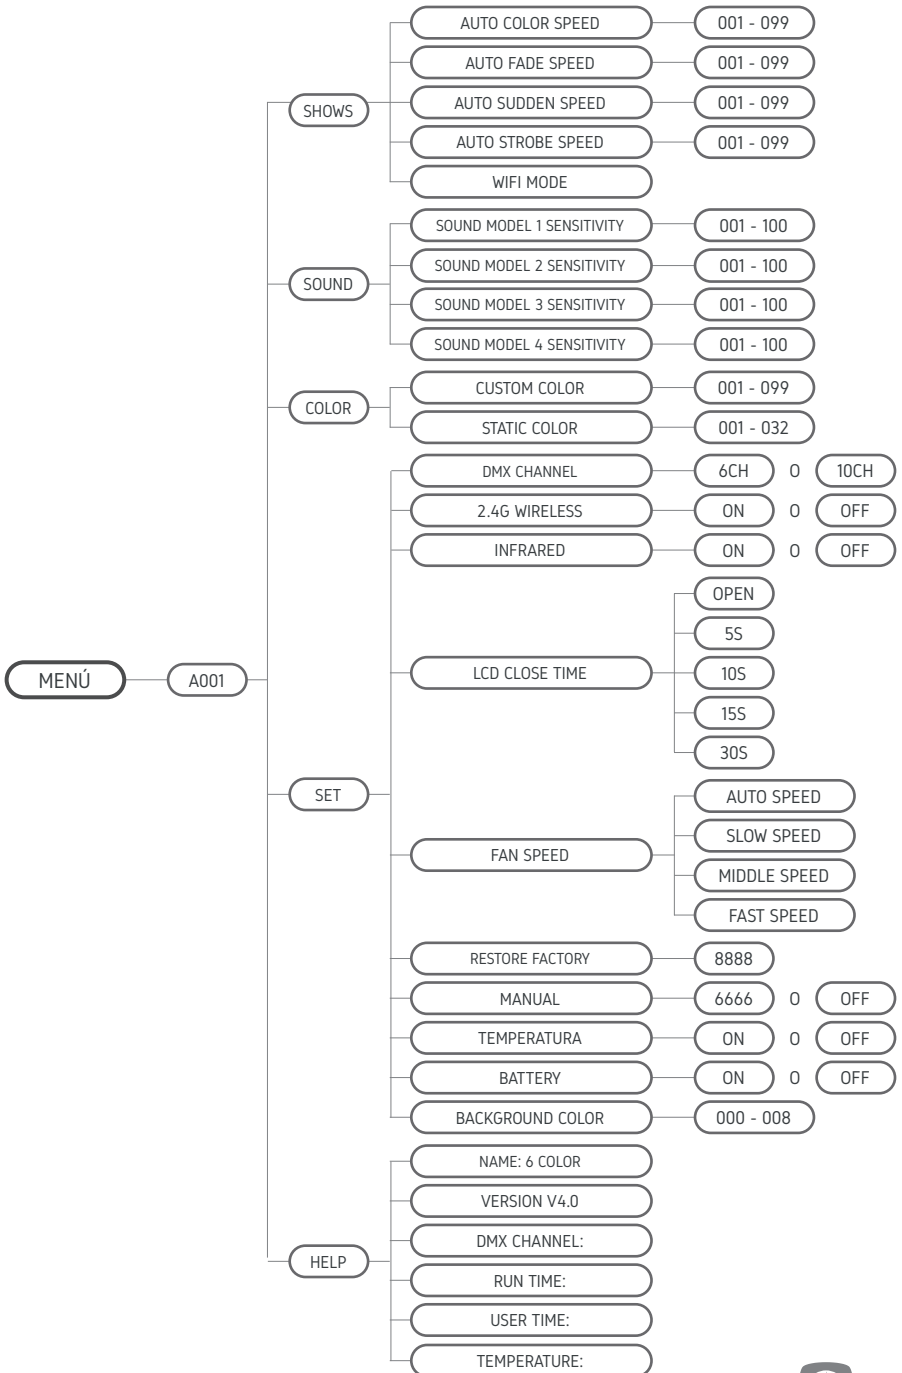 AUTO COLOR SPEED 001 - 099
AUTO FADE SPEED 001 - 099
SHOWS
AUTO SUDDEN SPEED 001 - 099
AUTO STROBE SPEED 001 - 099
WIFI MODE
SOUND MODEL 1 SENSITIVITY 001 - 100
SOUND MODEL 2 SENSITIVITY 001 - 100
SOUND
SOUND MODEL 3 SENSITIVITY 001 - 100
SOUND MODEL 4 SENSITIVITY 001 - 100
CUSTOM COLOR 001 - 099
COLOR
STATIC COLOR 001 - 032
DMX CHANNEL 6CH O 10CH
2.4G WIRELESS ON O OFF
INFRARED ON O OFF
OPEN
5S
MENÚ A001 LCD CLOSE TIME 10S
15S
30S
SET
AUTO SPEED
SLOW SPEED
FAN SPEED
MIDDLE SPEED
FAST SPEED
RESTORE FACTORY 8888
MANUAL 6666 O OFF
TEMPERATURA ON O OFF
BATTERY ON O OFF
BACKGROUND COLOR 000 - 008
NAME: 6 COLOR
VERSION V4.0
DMX CHANNEL:
HELP
RUN TIME:
USER TIME:
TEMPERATURE: